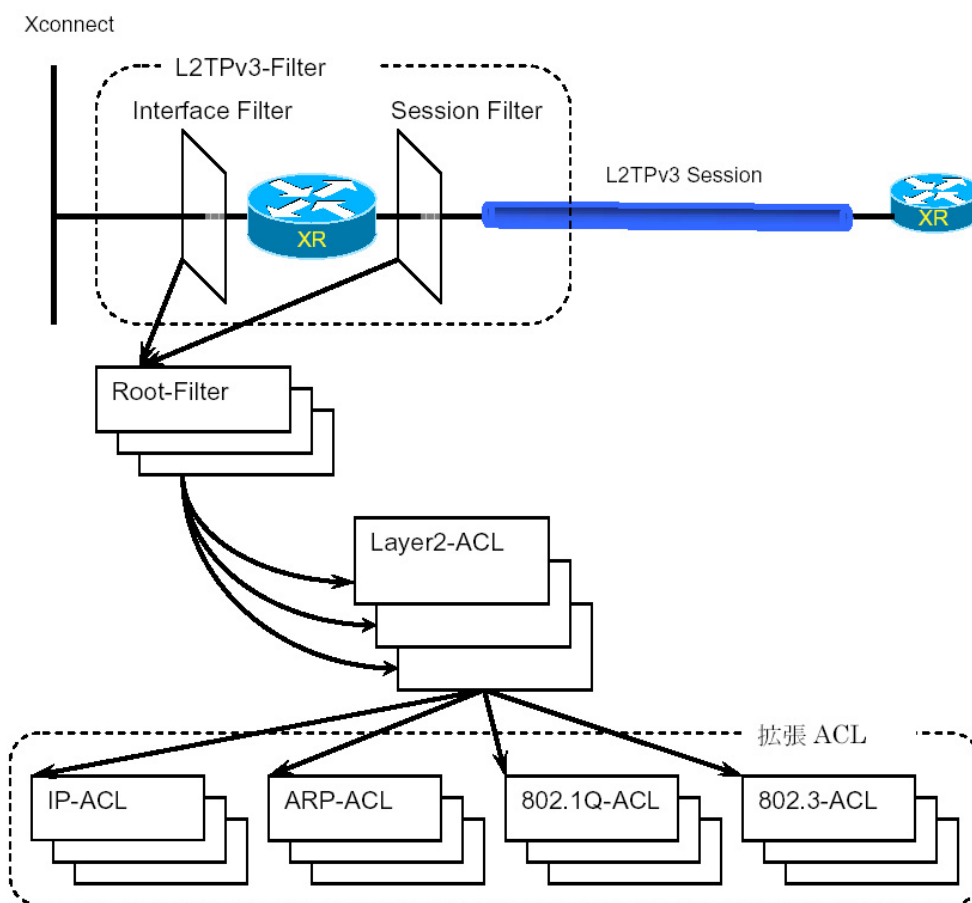 Xconnect
L2TPv3-Filter
Interface Filter
Session Filter
L2TPv3 Session
XR
XR
Root-Filter
Layer2-ACL
拡張 ACL
IP-ACL
ARP-ACL
802.1Q-ACL
802.3-ACL